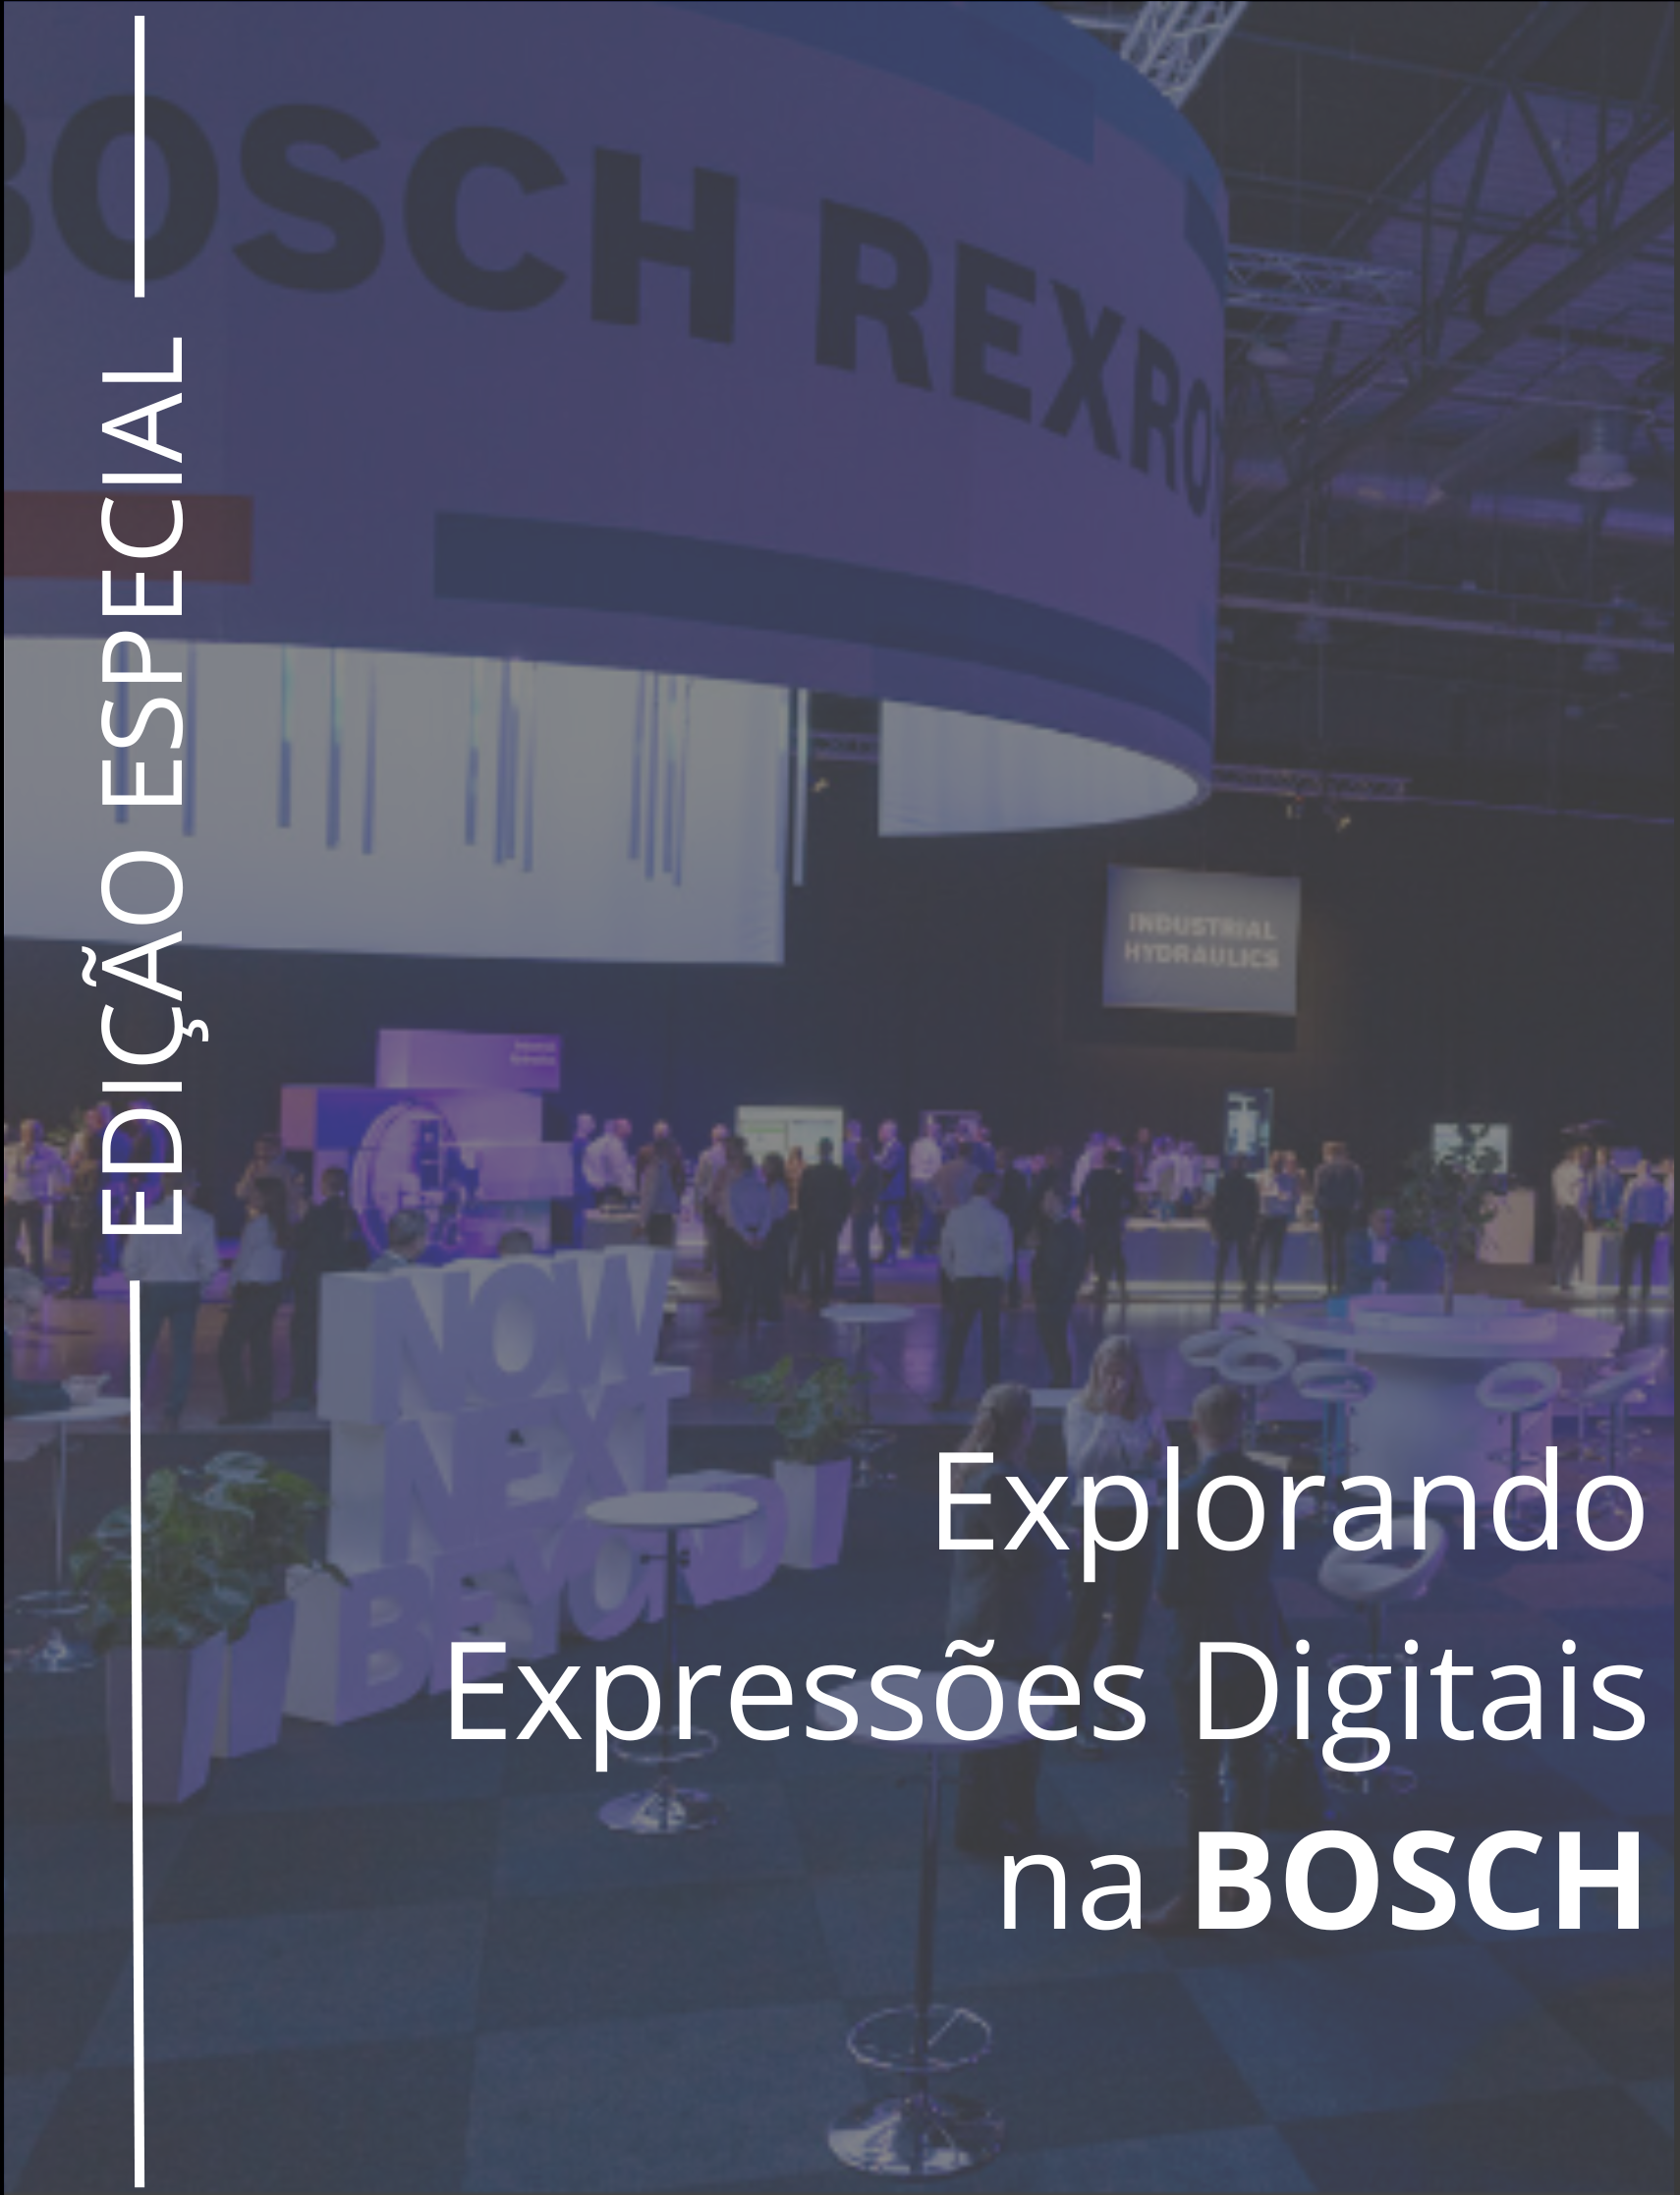 BOSCH REXRO
EDIÇÃO ESPECIAL
INDUSTRIAL
HYDRAULICS
NOW
NEXT
BEYOND
Explorando
Expressões Digitais
na BOSCH